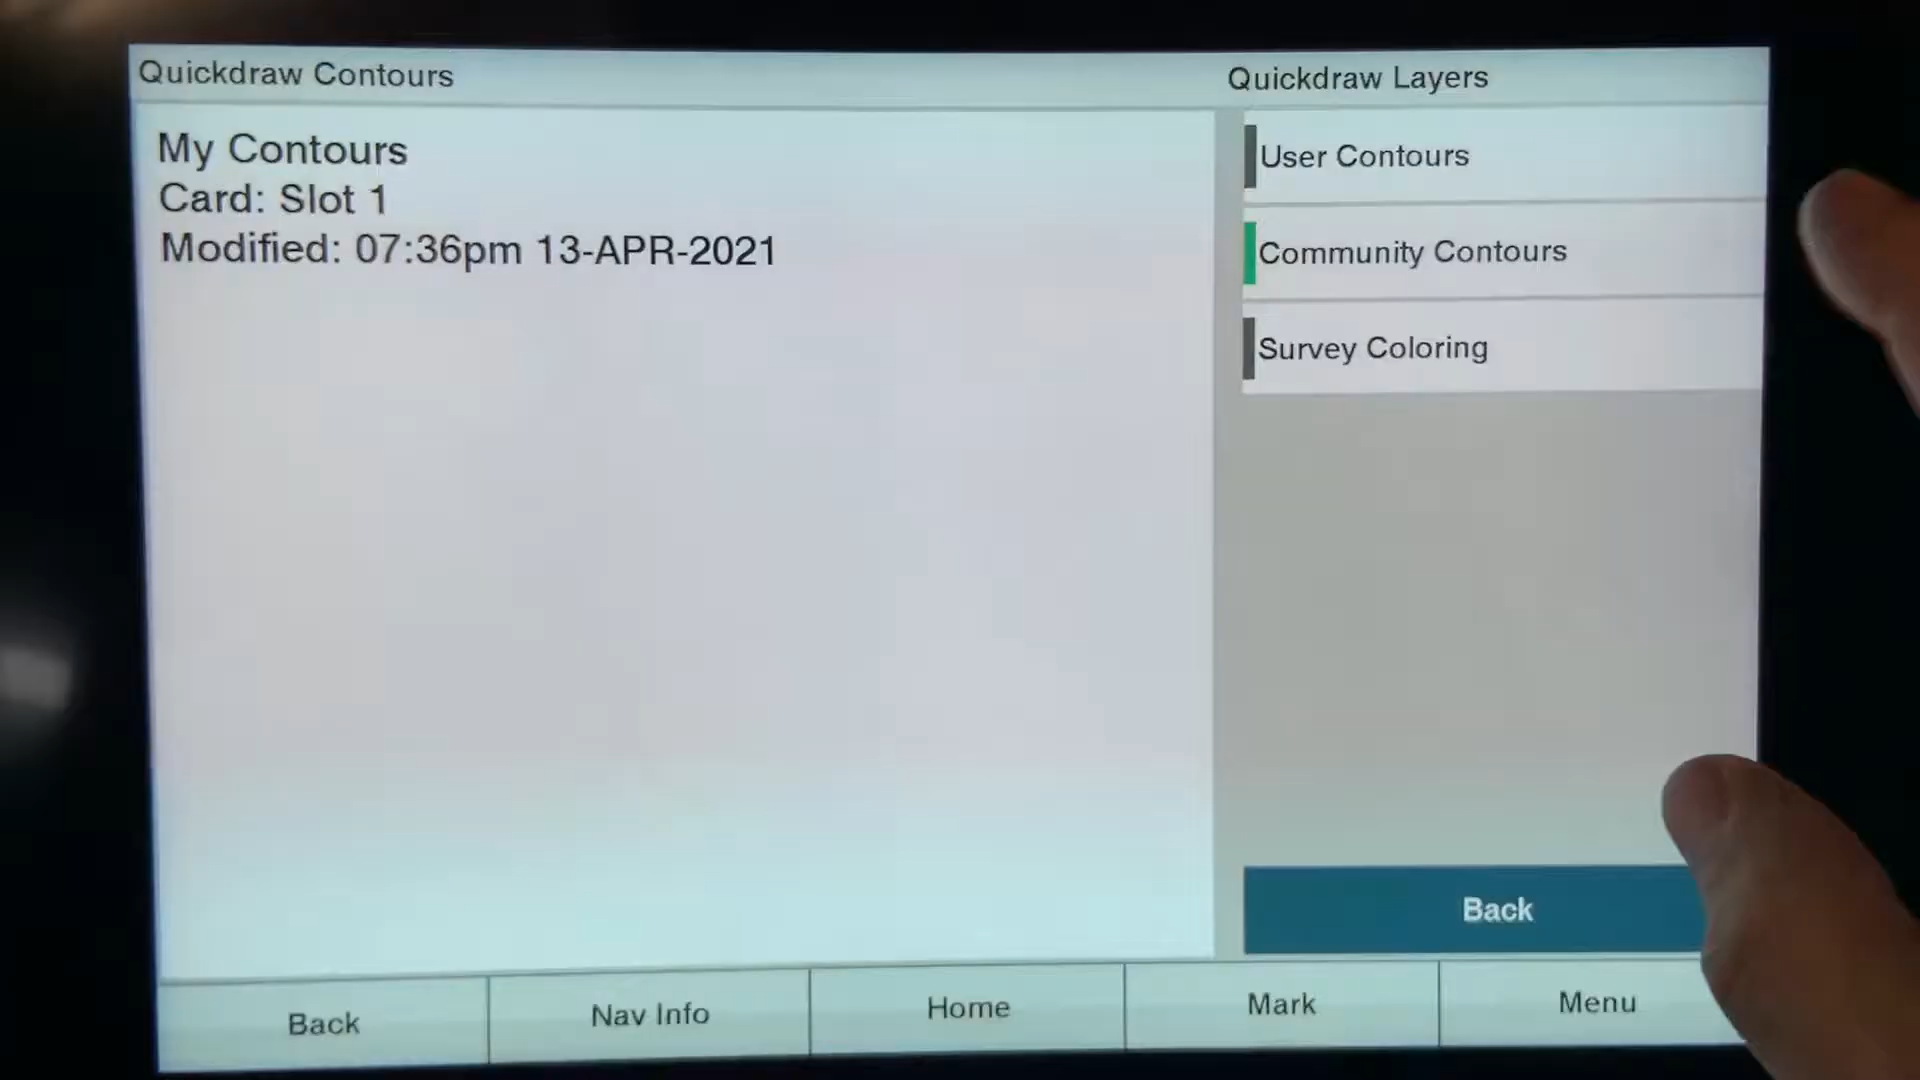 Quickdraw Contours
Quickdraw Layers
My Contours
Card: Slot 1
Modified: 07:36pm 13-APR-2021
User Contours
Community Contours
Survey Coloring
Back
Back
Nav Info
Home
Mark
Menu